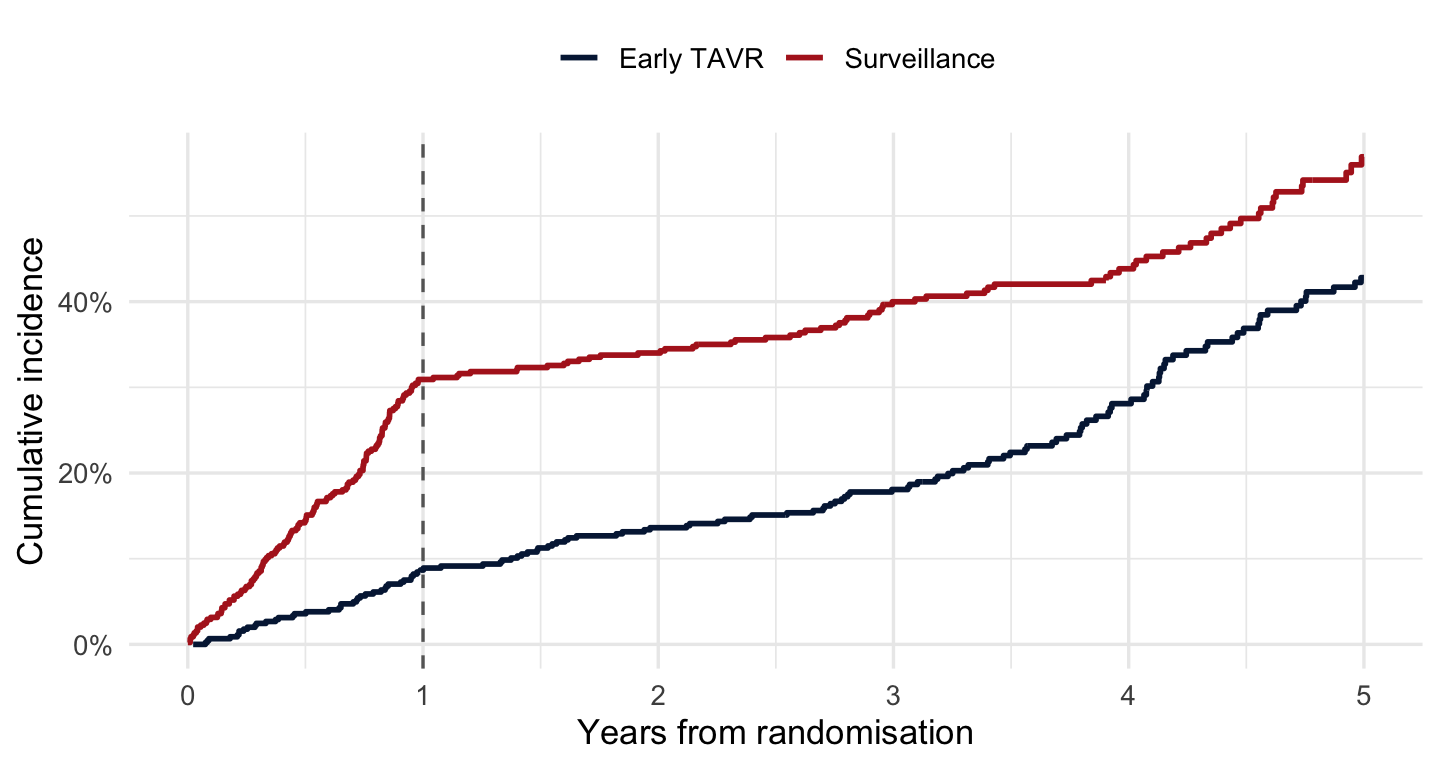 Early TAVR Surveillance
Cumulative incidence
40%
20%
0%
0 1 2 3 4 5
Years from randomisation